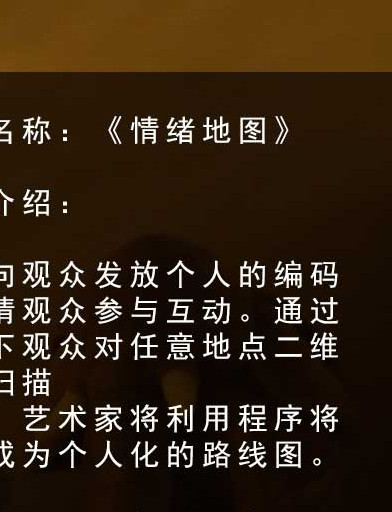 名称：《情绪地图》
介绍：
向观众发放个人的编码
请观众参与互动。通过
下观众对任意地点二维
扫描
艺术家将利用程序将
成为个人化的路线图。